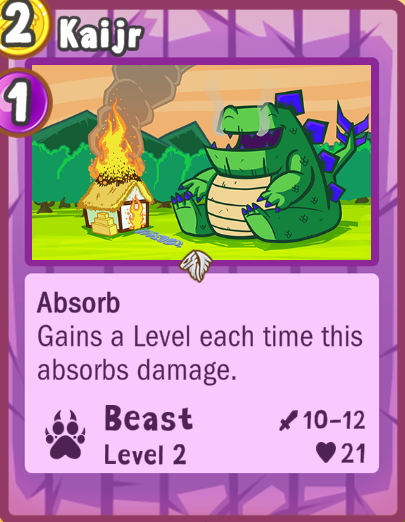 2
Kaijr
1
Absorb
Gains a Level each time this
absorbs damage.
Beast
10–12
Level 2
21